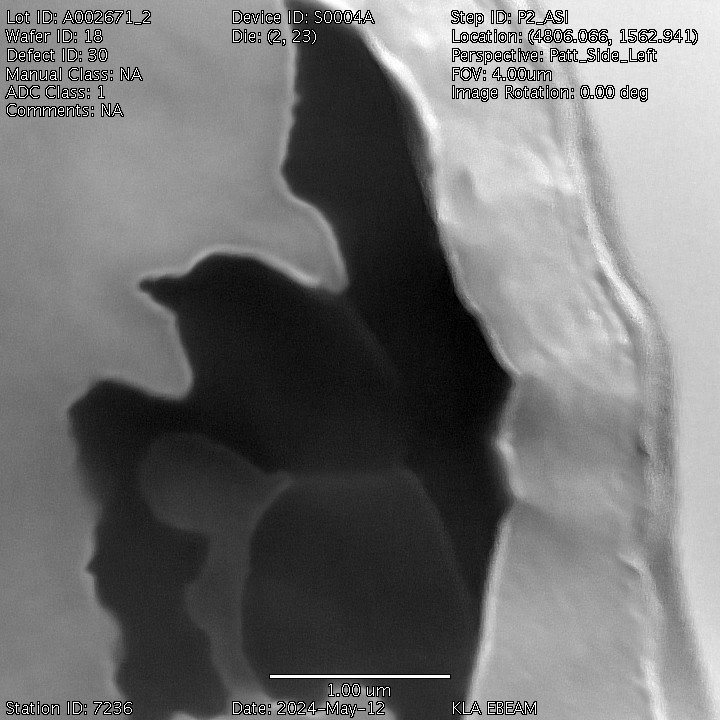 Lot ID: A002671_2
Wafer ID: 18
Defect ID: 30
Manual Class: NA
ADC Class: 1
Comments: NA
Device ID: S0004A
Die: (2, 23)
Step ID: P2_ASI
Location: (4806.066, 1562.941)
Perspective: Patt_Side_Left
FOV: 4.00um
Image Rotation: 0.00 deg
1.00 um
Station ID: 7236
Date: 2024-May-12
KLA EBEAM